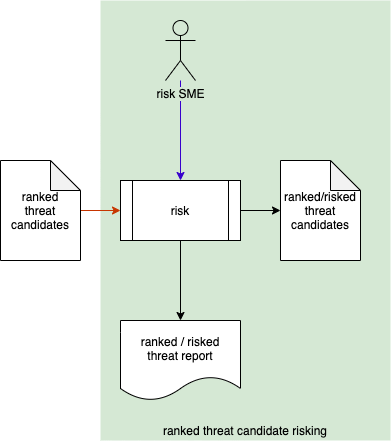 risk SME
ranked
threat
candidates
risk
ranked/risked
threat
candidates
ranked / risked
threat report
ranked threat candidate risking